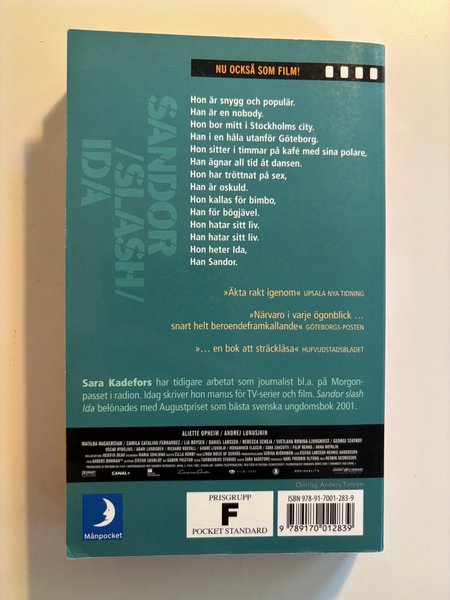 NU OCKSÅ SOM FILM!
SANDOR
/SLASH/
IDA
Hon är snygg och populär.
Han är en nobody.
Hon bor mitt i Stockholms city.
Han i en håla utanför Göteborg.
Hon sitter i timmar på kafé med sina polare,
Han ägnar all tid åt dansen.
Hon har tröttnat på sex,
Han är oskuld.
Hon kallas för bimbo,
Han för bögjävel.
Hon hatar sitt liv.
Han hatar sitt liv.
Hon heter Ida,
Han Sandor.
»Äkta rakt igenom« UPSALA NYA TIDNING
»Närvaro i varje ögonblick ...
snart helt beroendeframkallande« GÖTEBORGS-POSTEN
»... en bok att sträckläsa« HUFVUDSTADSBLADET
Sara Kadefors har tidigare arbetat som journalist bl.a. på Morgon-
passet i radion. Idag skriver hon manus för TV-serier och film. Sandor slash
Ida belönades med Augustpriset som bästa svenska ungdomsbok 2001.
ALIETTE OPHEIM / ANDREJ LUNUSJKIN
CANAL+
Omslag Anders Timrén
Månpocket
PRISGRUPP
F
POCKET STANDARD
ISBN 978-91-7001-283-9
9 789170 012839